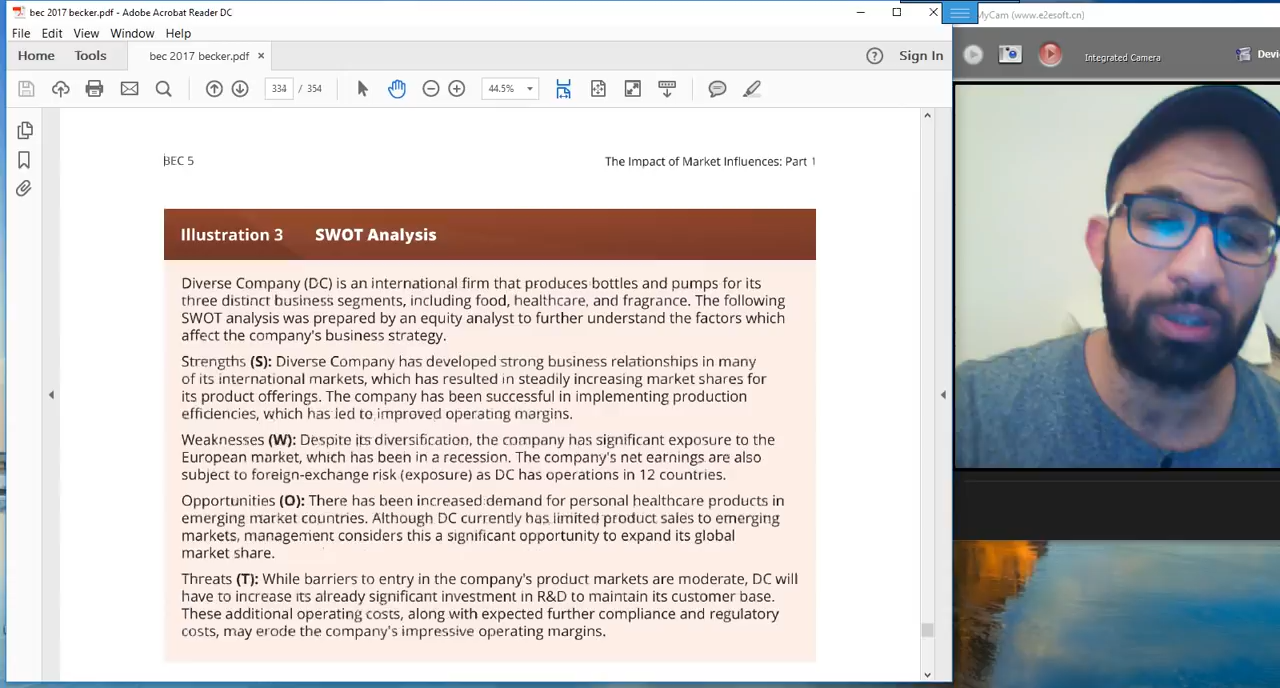 bec 2017 becker.pdf - Adobe Acrobat Reader DC
MyCam (www.e2esoft.cn)
File Edit View Window Help
Home Tools bec 2017 becker.pdf × Sign In
Integrated Camera
334 / 354 44.5%
BEC 5 The Impact of Market Influences: Part 1
Illustration 3 SWOT Analysis
Diverse Company (DC) is an international firm that produces bottles and pumps for its
three distinct business segments, including food, healthcare, and fragrance. The following
SWOT analysis was prepared by an equity analyst to further understand the factors which
affect the company's business strategy.
Strengths (S): Diverse Company has developed strong business relationships in many
of its international markets, which has resulted in steadily increasing market shares for
its product offerings. The company has been successful in implementing production
efficiencies, which has led to improved operating margins.
Weaknesses (W): Despite its diversification, the company has significant exposure to the
European market, which has been in a recession. The company's net earnings are also
subject to foreign-exchange risk (exposure) as DC has operations in 12 countries.
Opportunities (O): There has been increased demand for personal healthcare products in
emerging market countries. Although DC currently has limited product sales to emerging
markets, management considers this a significant opportunity to expand its global
market share.
Threats (T): While barriers to entry in the company's product markets are moderate, DC will
have to increase its already significant investment in R&D to maintain its customer base.
These additional operating costs, along with expected further compliance and regulatory
costs, may erode the company's impressive operating margins.